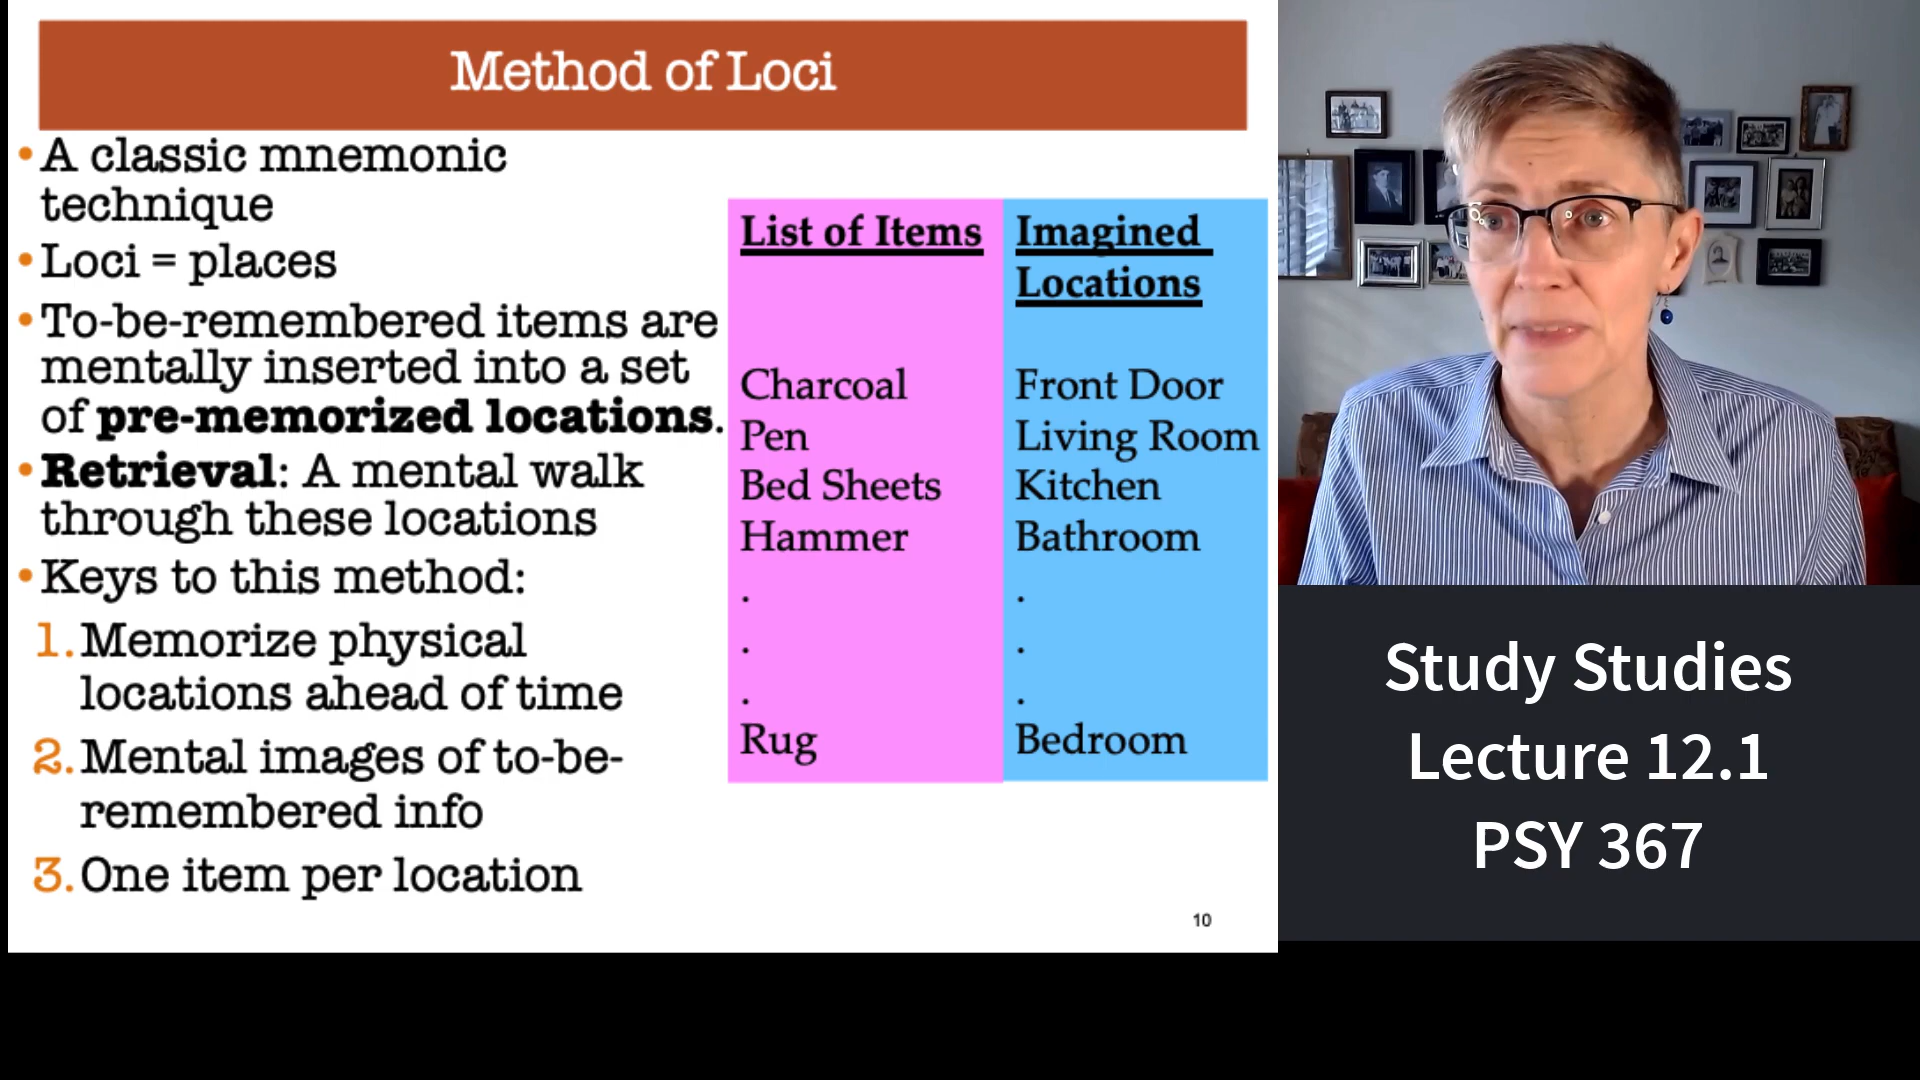 Method of Loci
• A classic mnemonic
technique
• Loci = places
• To-be-remembered items are
mentally inserted into a set
of pre-memorized locations.
• Retrieval: A mental walk
through these locations
• Keys to this method:
1. Memorize physical
locations ahead of time
2. Mental images of to-be-
remembered info
3. One item per location
List of Items
Charcoal
Pen
Bed Sheets
Hammer
.
.
.
Rug
Imagined
Locations
Front Door
Living Room
Kitchen
Bathroom
.
.
.
Bedroom
10
Study Studies
Lecture 12.1
PSY 367